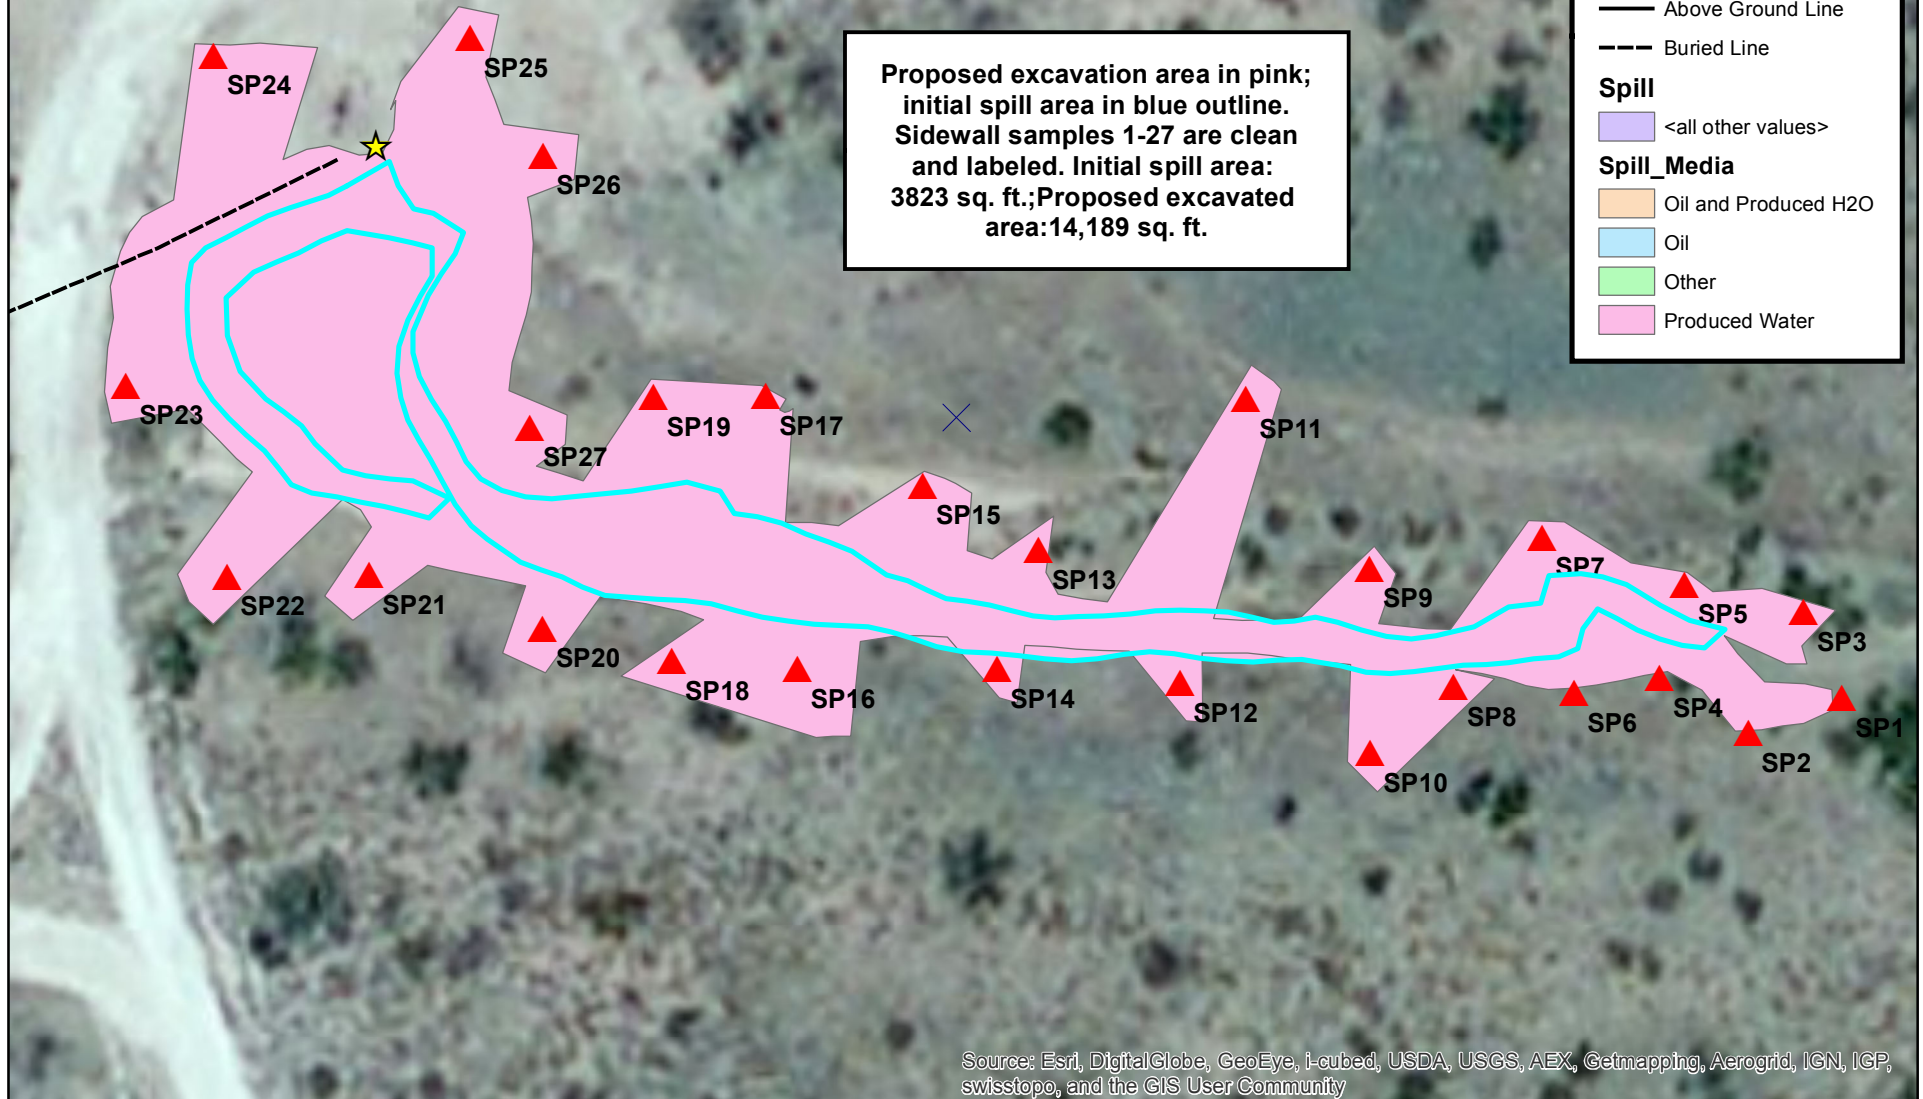 Above Ground Line
Buried Line
Spill
<all other values>
Spill_Media
Oil and Produced H2O
Oil
Other
Produced Water
Proposed excavation area in pink;
initial spill area in blue outline.
Sidewall samples 1-27 are clean
and labeled. Initial spill area:
3823 sq. ft.;Proposed excavated
area:14,189 sq. ft.
SP24
SP25
SP26
SP23
SP27
SP19
SP17
SP11
SP15
SP13
SP7
SP9
SP5
SP3
SP22
SP21
SP20
SP18
SP16
SP14
SP12
SP8
SP6
SP4
SP1
SP2
SP10
Source: Esri, DigitalGlobe, GeoEye, i-cubed, USDA, USGS, AEX, Getmapping, Aerogrid, IGN, IGP,
swisstopo, and the GIS User Community